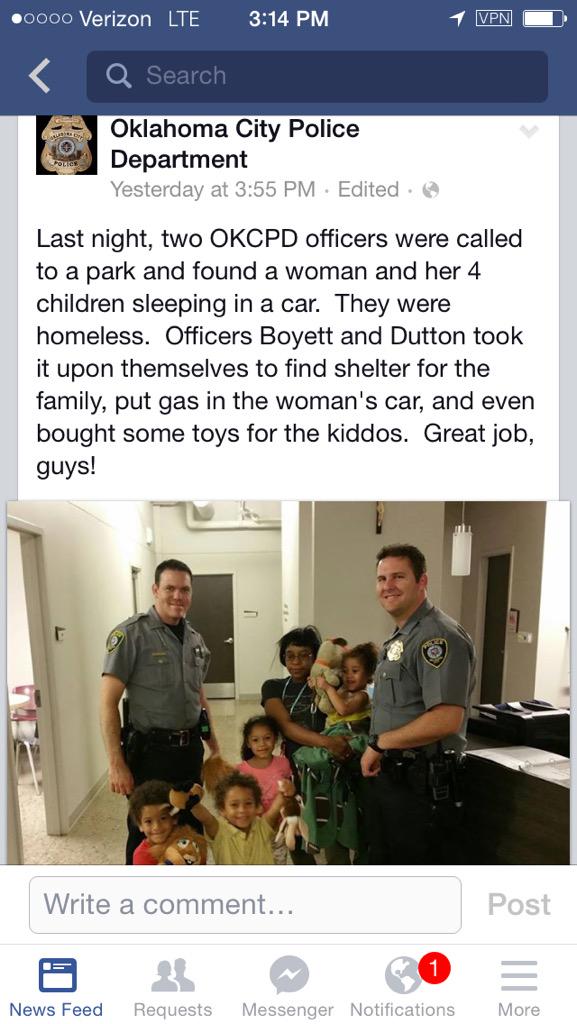 Verizon LTE 3:14 PM VPN
Search
Oklahoma City Police
Department
Yesterday at 3:55 PM · Edited ·
Last night, two OKCPD officers were called
to a park and found a woman and her 4
children sleeping in a car.  They were
homeless.  Officers Boyett and Dutton took
it upon themselves to find shelter for the
family, put gas in the woman's car, and even
bought some toys for the kiddos.  Great job,
guys!
Write a comment... Post
1
News Feed Requests Messenger Notifications More